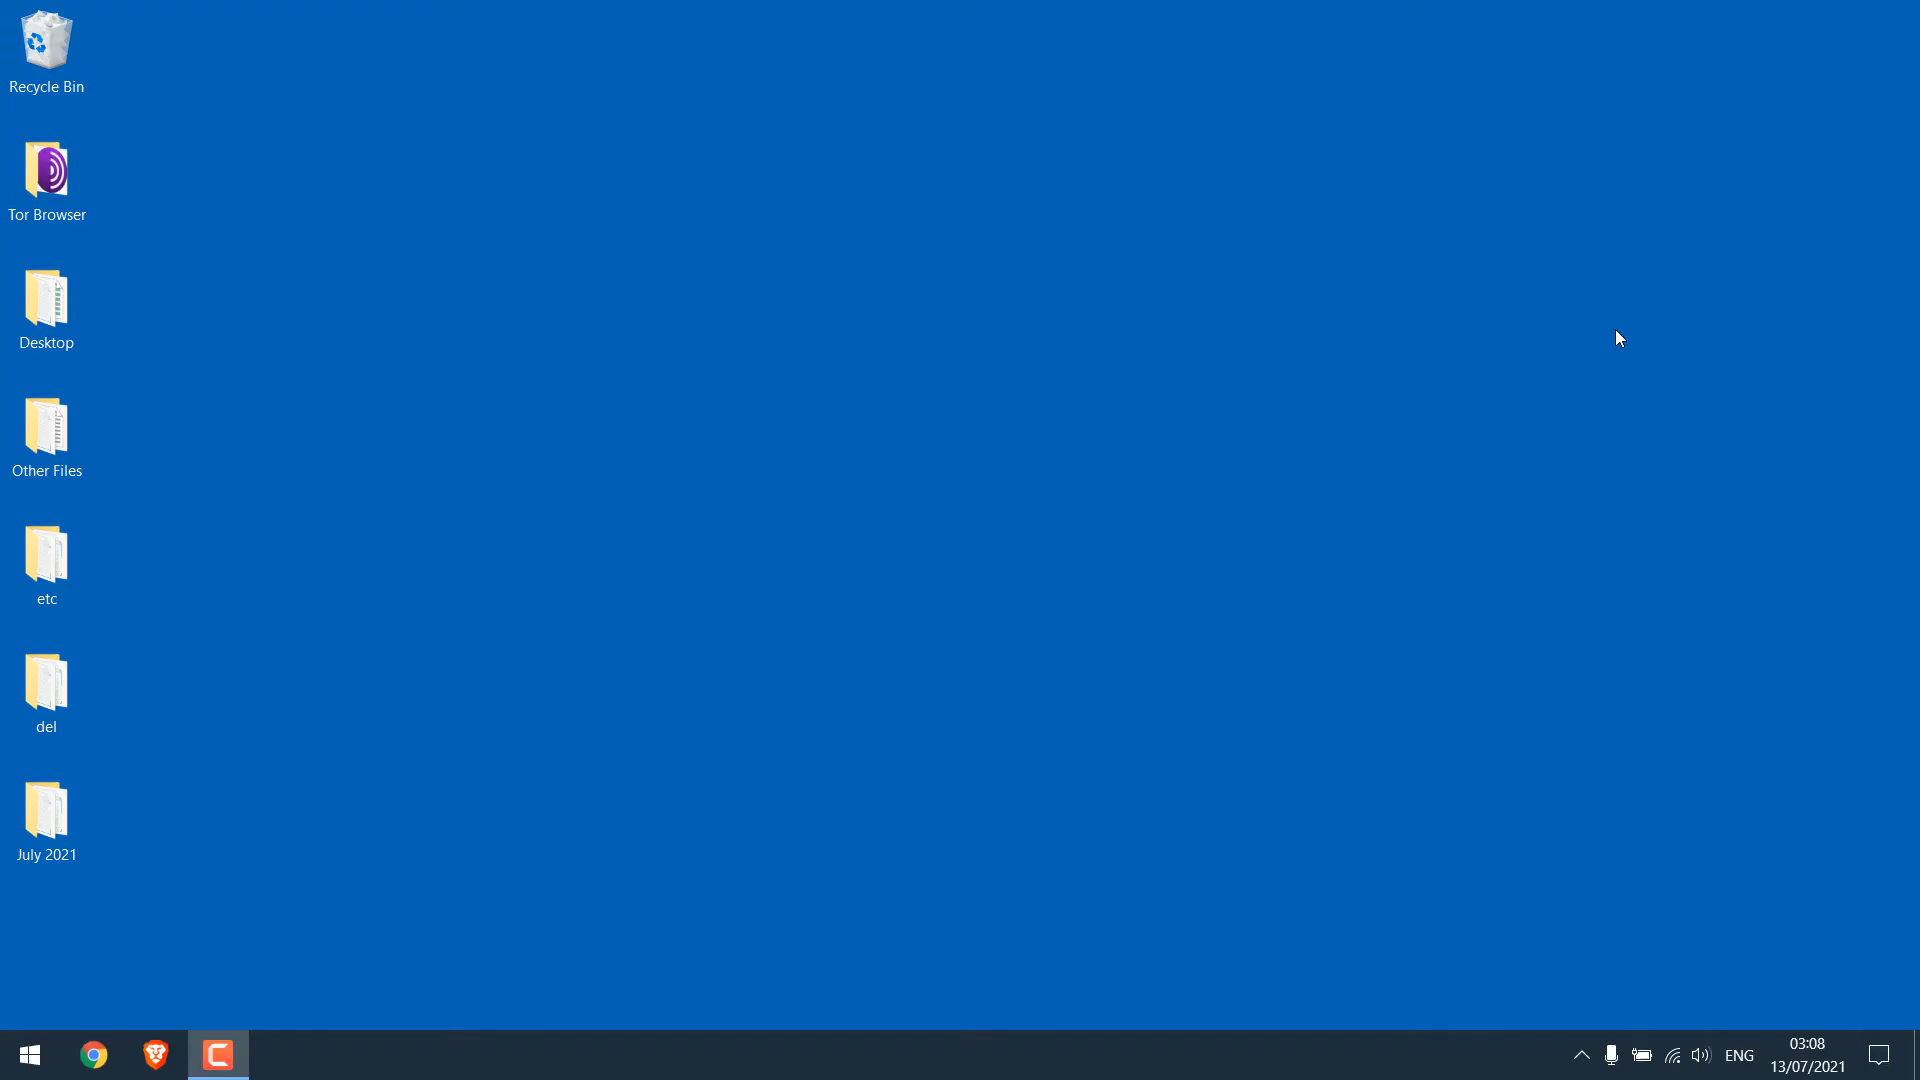 Recycle Bin
Tor Browser
Desktop
Other Files
etc
del
July 2021
ENG
03:08
13/07/2021